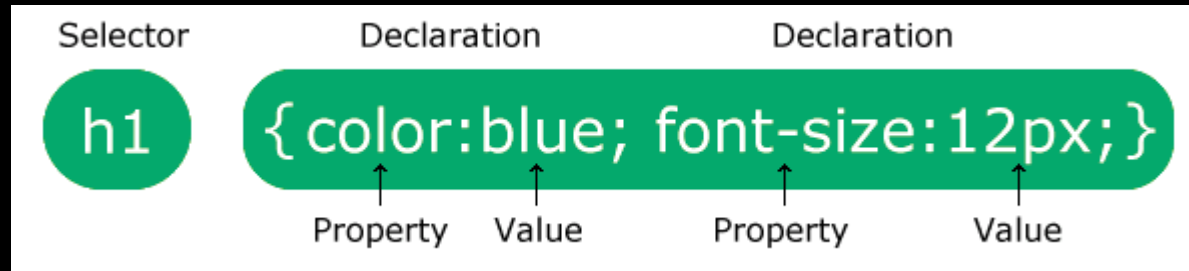 Selector Declaration Declaration
h1 {color:blue; font-size:12px;}
Property Value Property Value